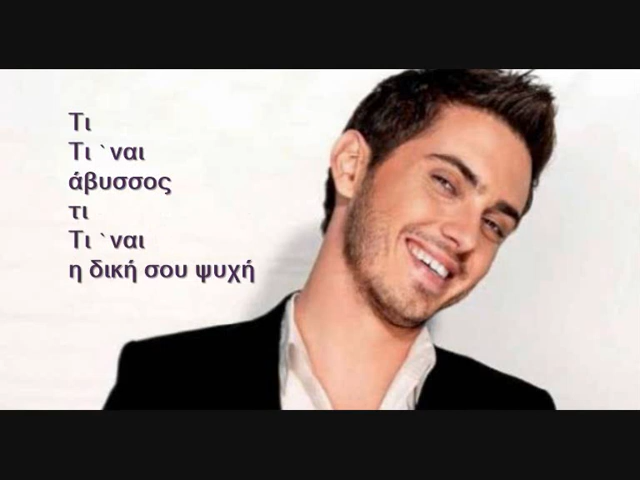 Τι
Τι `ναι
άβυσσος
τι
Τι `ναι
η δική σου ψυχή